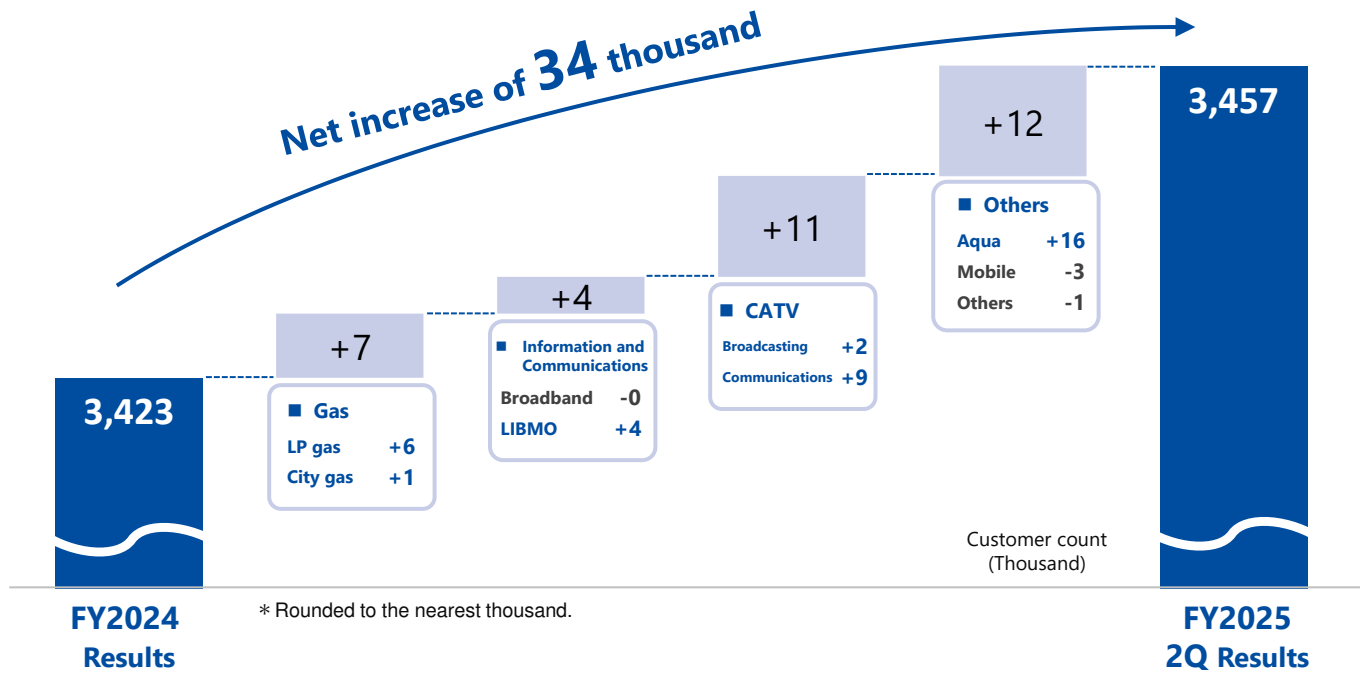 Net increase of 34 thousand
3,423
+7
■ Gas
LP gas +6
City gas +1
+4
■ Information and
Communications
Broadband -0
LIBMO +4
+11
■ CATV
Broadcasting +2
Communications +9
+12
■ Others
Aqua +16
Mobile -3
Others -1
3,457
Customer count
(Thousand)
FY2024
Results
* Rounded to the nearest thousand.
FY2025
2Q Results